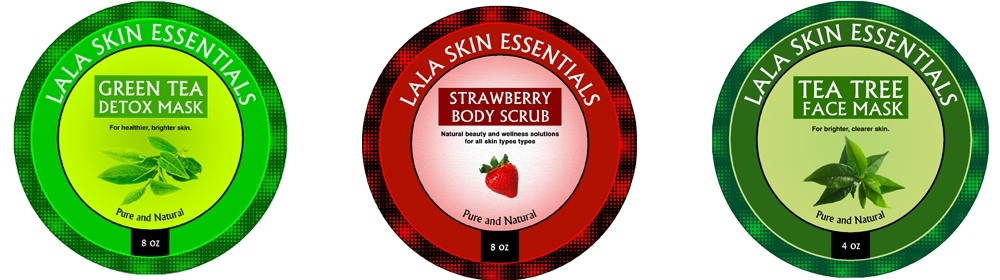 LALA SKIN ESSENTIALS
GREEN TEA
DETOX MASK
For healthier, brighter skin.
Pure and Natural
8 OZ
LALA SKIN ESSENTIALS
STRAWBERRY
BODY SCRUB
Natural beauty and wellness solutions
for all skin types types
Pure and Natural
8 OZ
LALA SKIN ESSENTIALS
TEA TREE
FACE MASK
For brighter, clearer skin.
Pure and Natural
4 OZ